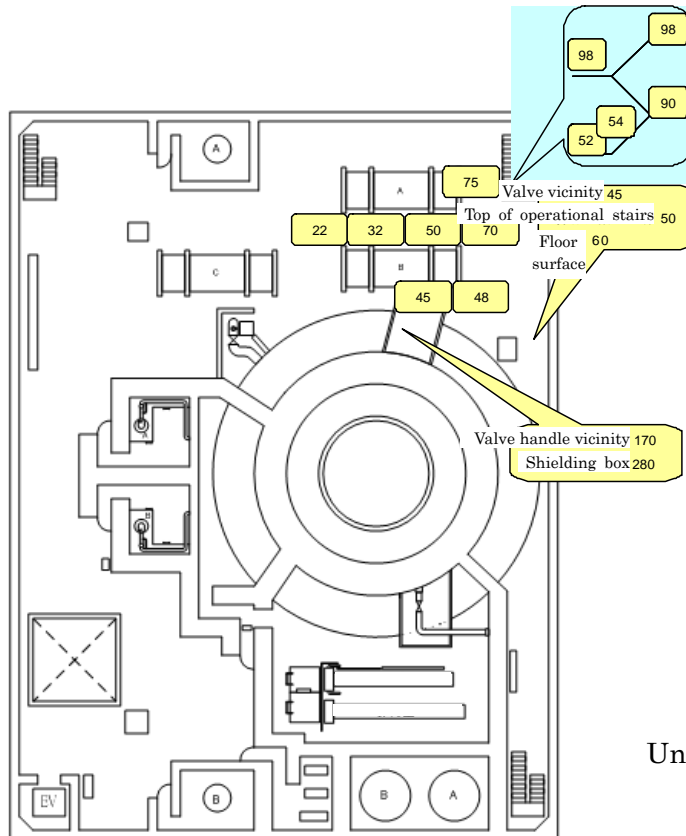 98
98
90
54
52
A
75
Valve vicinity 45
A
Top of operational stairs 50
22 32 50 70
Floor 60
surface
B
C
45 48
A
Valve handle vicinity 170
Shielding box 280
B
Un
EV
B
B
A